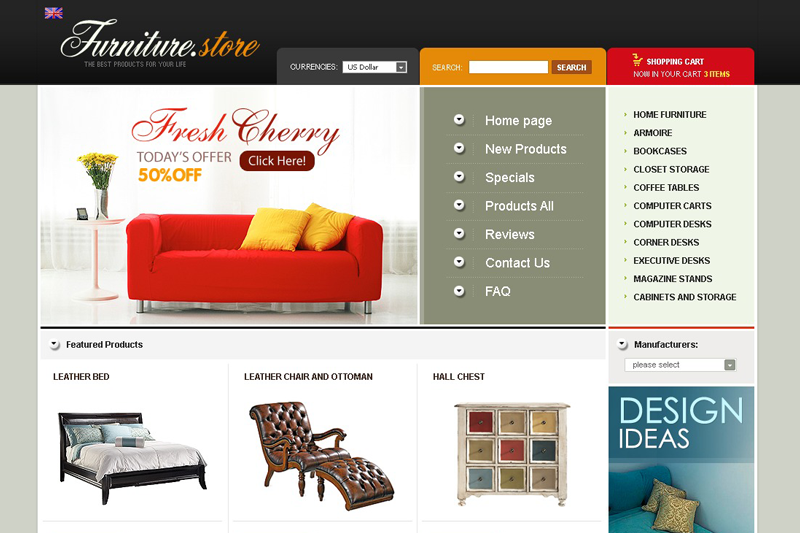 Furniture.store
THE BEST PRODUCTS FOR YOUR LIFE
CURRENCIES: US Dollar
SEARCH: SEARCH
SHOPPING CART
NOW IN YOUR CART 3 ITEMS
Fresh Cherry
TODAY'S OFFER
50%OFF
Click Here!
Home page
New Products
Specials
Products All
Reviews
Contact Us
FAQ
HOME FURNITURE
ARMOIRE
BOOKCASES
CLOSET STORAGE
COFFEE TABLES
COMPUTER CARTS
COMPUTER DESKS
CORNER DESKS
EXECUTIVE DESKS
MAGAZINE STANDS
CABINETS AND STORAGE
Featured Products
LEATHER BED
LEATHER CHAIR AND OTTOMAN
HALL CHEST
Manufacturers:
please select
DESIGN
IDEAS